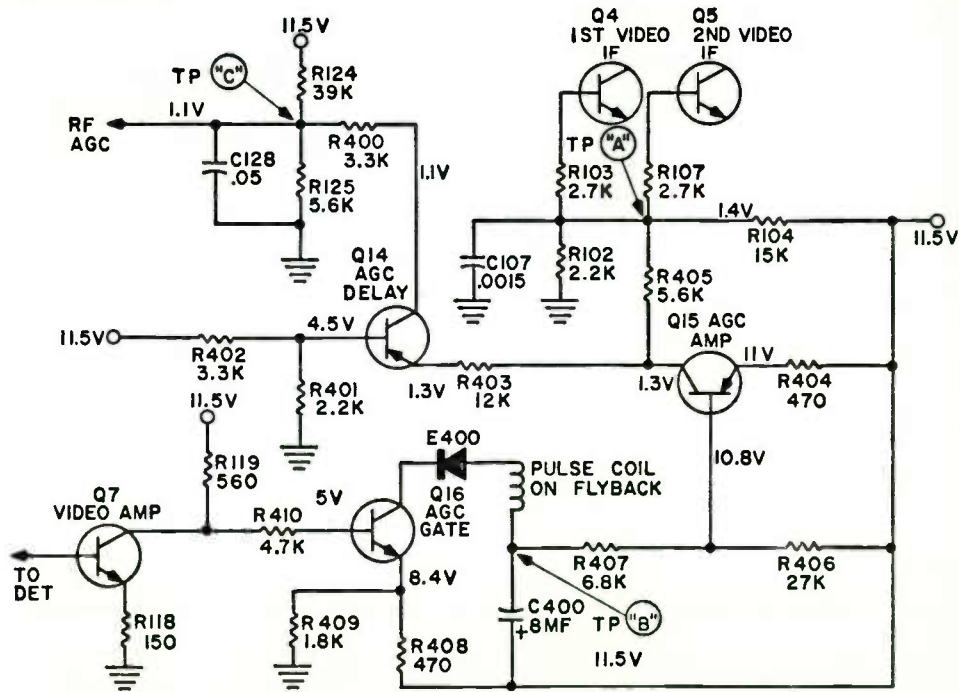 11.5V
TP "C"
R124
39K
1.1V
RF
AGC
R400
3.3K
C128
.05
R125
5.6K
1.1V
Q4
1ST VIDEO
IF
Q5
2ND VIDEO
IF
TP "A"
R103
2.7K
R107
2.7K
1.4V
R104
15K
11.5V
C107
.0015
R102
2.2K
R405
5.6K
Q14
AGC
DELAY
11.5V
R402
3.3K
4.5V
R401
2.2K
1.3V
R403
12K
Q15 AGC
AMP
1.3V
11V
R404
470
10.8V
11.5V
R119
560
Q7
VIDEO AMP
TO
DET
R118
150
5V
R410
4.7K
E400
Q16
AGC
GATE
PULSE COIL
ON FLYBACK
8.4V
R409
1.8K
R408
470
R407
6.8K
R406
27K
C400
+8MF
TP "B"
11.5V